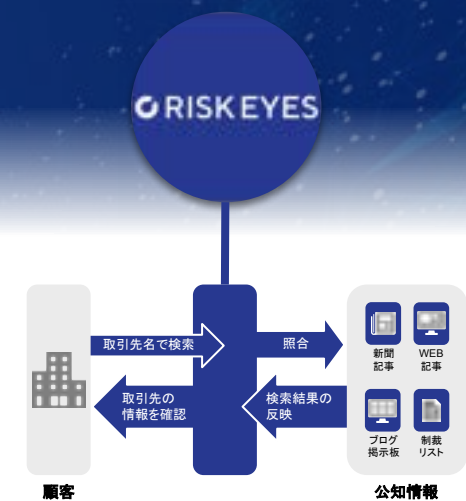 RISK EYES
取引先名で検索
照合
取引先の
情報を確認
検索結果の
反映
新聞
記事
WEB
記事
ブログ
掲示板
制裁
リスト
顧客
公知情報